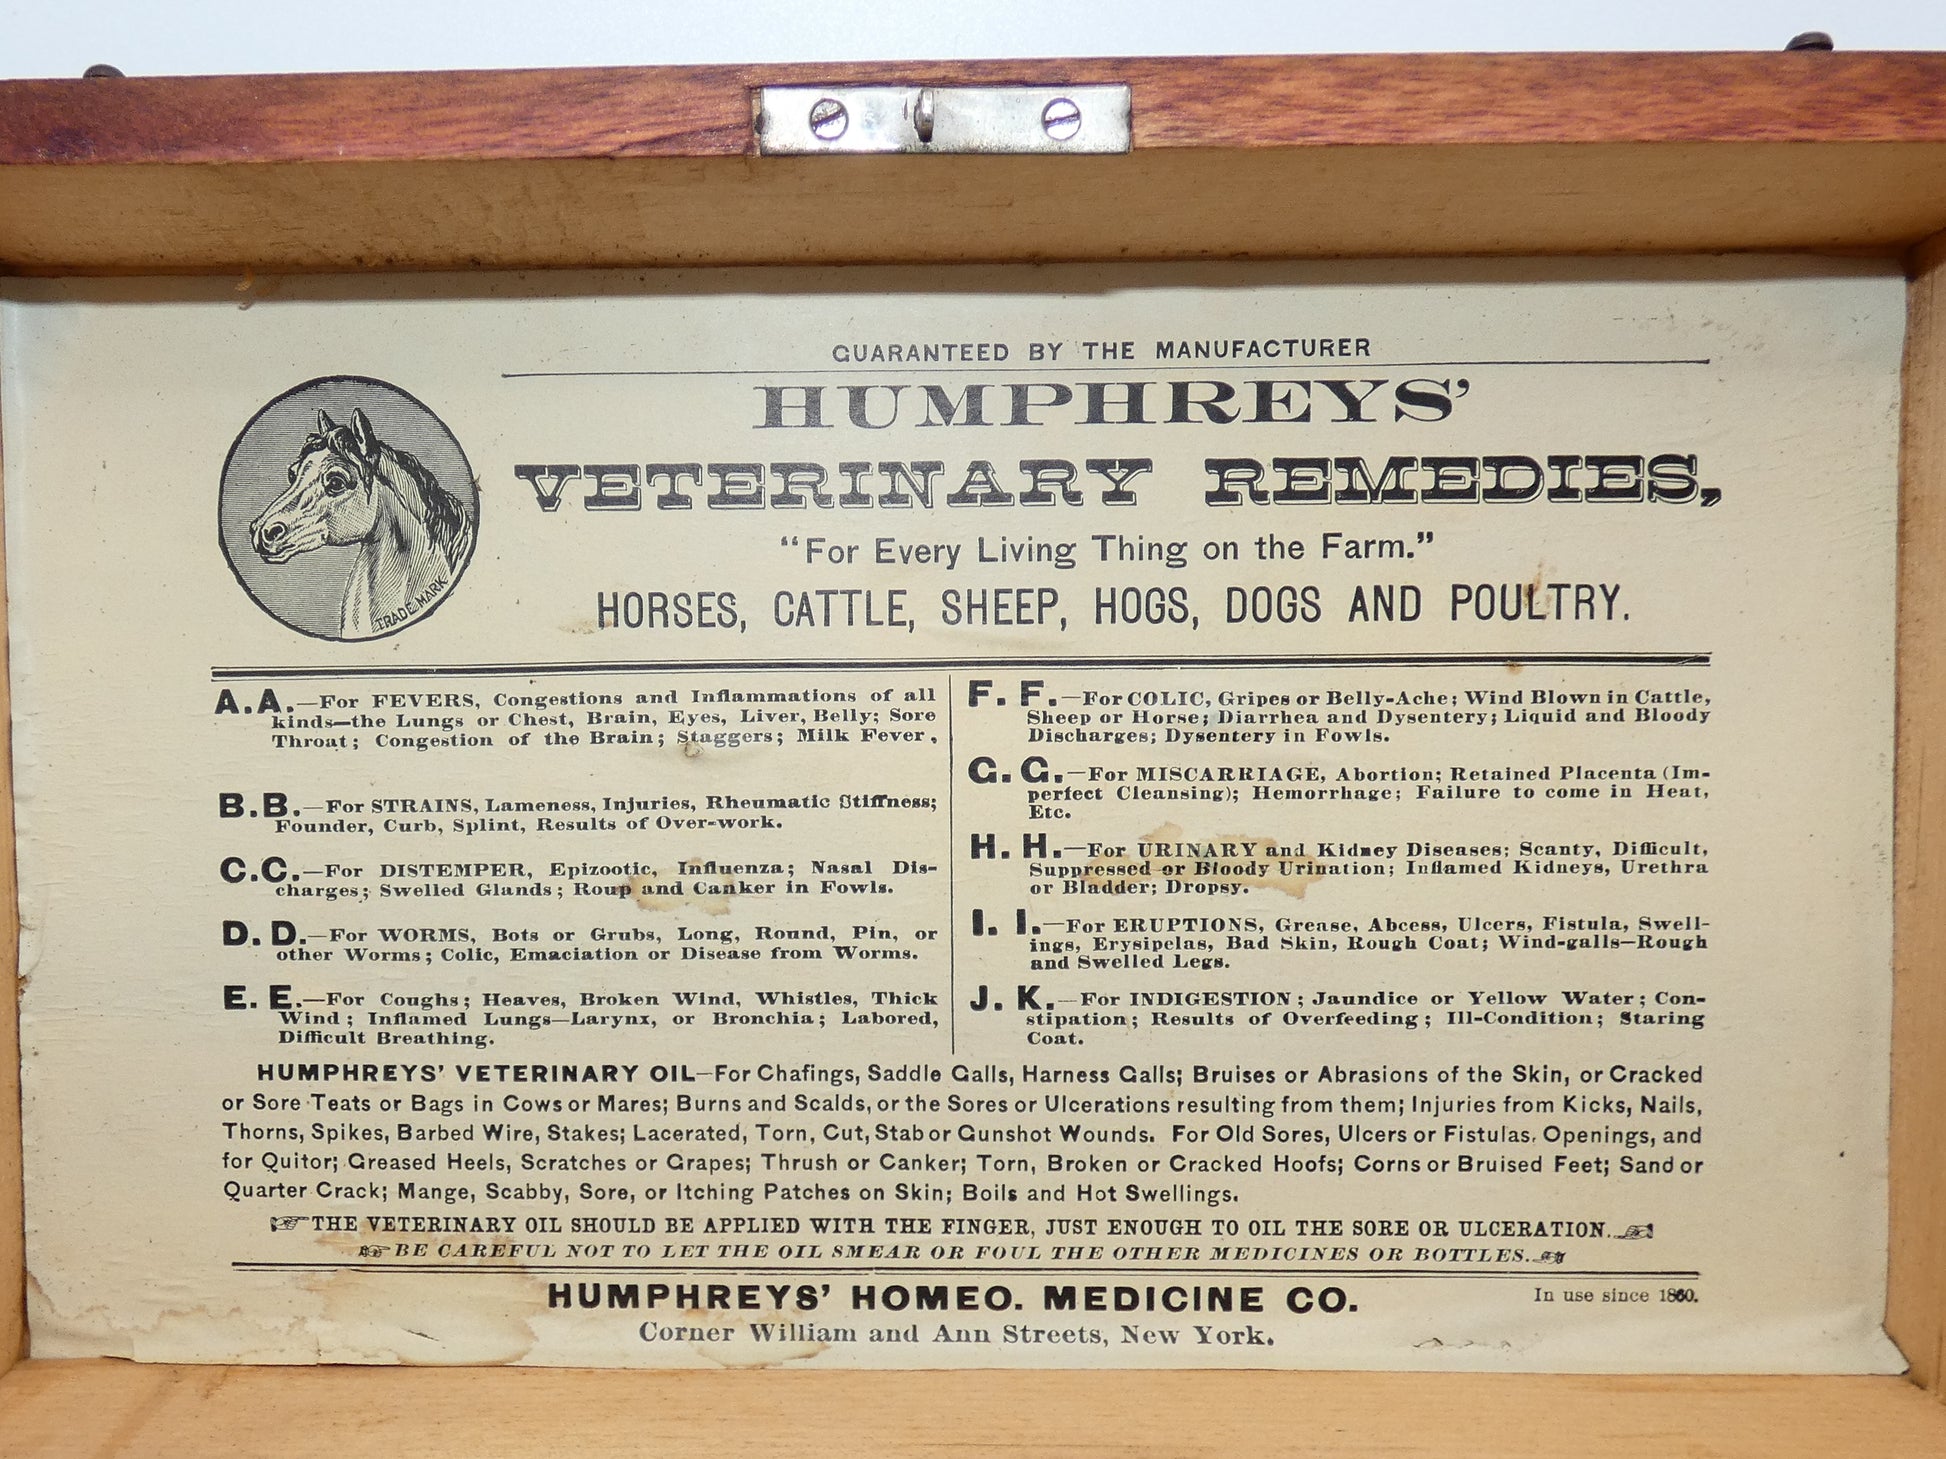 GUARANTEED BY THE MANUFACTURER
HUMPHREYS'
VETERINARY REMEDIES,
"For Every Living Thing on the Farm."
HORSES, CATTLE, SHEEP, HOGS, DOGS AND POULTRY.
TRADE MARK
A.A.—For FEVERS, Congestions and Inflammations of all
kinds—the Lungs or Chest, Brain, Eyes, Liver, Belly; Sore
Throat; Congestion of the Brain; Staggers; Milk Fever.
B.B.—For STRAINS, Lameness, Injuries, Rheumatic Stiffness;
Founder, Curb, Splint, Results of Over-work.
C.C.—For DISTEMPER, Epizootic, Influenza; Nasal Dis-
charges; Swelled Glands; Roup and Canker in Fowls.
D.D.—For WORMS, Bots or Grubs, Long, Round, Pin, or
other Worms; Colic, Emaciation or Disease from Worms.
E.E.—For Coughs; Heaves, Broken Wind, Whistles, Thick
Wind; Inflamed Lungs—Larynx, or Bronchia; Labored,
Difficult Breathing.
F. F.—For COLIC, Gripes or Belly-Ache; Wind Blown in Cattle,
Sheep or Horse; Diarrhea and Dysentery; Liquid and Bloody
Discharges; Dysentery in Fowls.
G. G.—For MISCARRIAGE, Abortion; Retained Placenta (Im-
perfect Cleansing); Hemorrhage; Failure to come in Heat,
Etc.
H. H.—For URINARY and Kidney Diseases; Scanty, Difficult,
Suppressed or Bloody Urination; Inflamed Kidneys, Urethra
or Bladder; Dropsy.
I. I.—For ERUPTIONS, Grease, Abcess, Ulcers, Fistula, Swell-
ings, Erysipelas, Bad Skin, Rough Coat; Wind-galls—Rough
and Swelled Legs.
J. K.—For INDIGESTION; Jaundice or Yellow Water; Con-
stipation; Results of Overfeeding; Ill-Condition; Staring
Coat.
HUMPHREYS' VETERINARY OIL—For Chafings, Saddle Galls, Harness Galls; Bruises or Abrasions of the Skin, or Cracked
or Sore Teats or Bags in Cows or Mares; Burns and Scalds, or the Sores or Ulcerations resulting from them; Injuries from Kicks, Nails,
Thorns, Spikes, Barbed Wire, Stakes; Lacerated, Torn, Cut, Stab or Gunshot Wounds. For Old Sores, Ulcers or Fistulas, Openings, and
for Quitor; Greased Heels, Scratches or Grapes; Thrush or Canker; Torn, Broken or Cracked Hoofs; Corns or Bruised Feet; Sand or
Quarter Crack; Mange, Scabby, Sore, or Itching Patches on Skin; Boils and Hot Swellings.
☞THE VETERINARY OIL SHOULD BE APPLIED WITH THE FINGER, JUST ENOUGH TO OIL THE SORE OR ULCERATION.☜
☞BE CAREFUL NOT TO LET THE OIL SMEAR OR FOUL THE OTHER MEDICINES OR BOTTLES.☜
HUMPHREYS' HOMEO. MEDICINE CO.
In use since 1860.
Corner William and Ann Streets, New York.